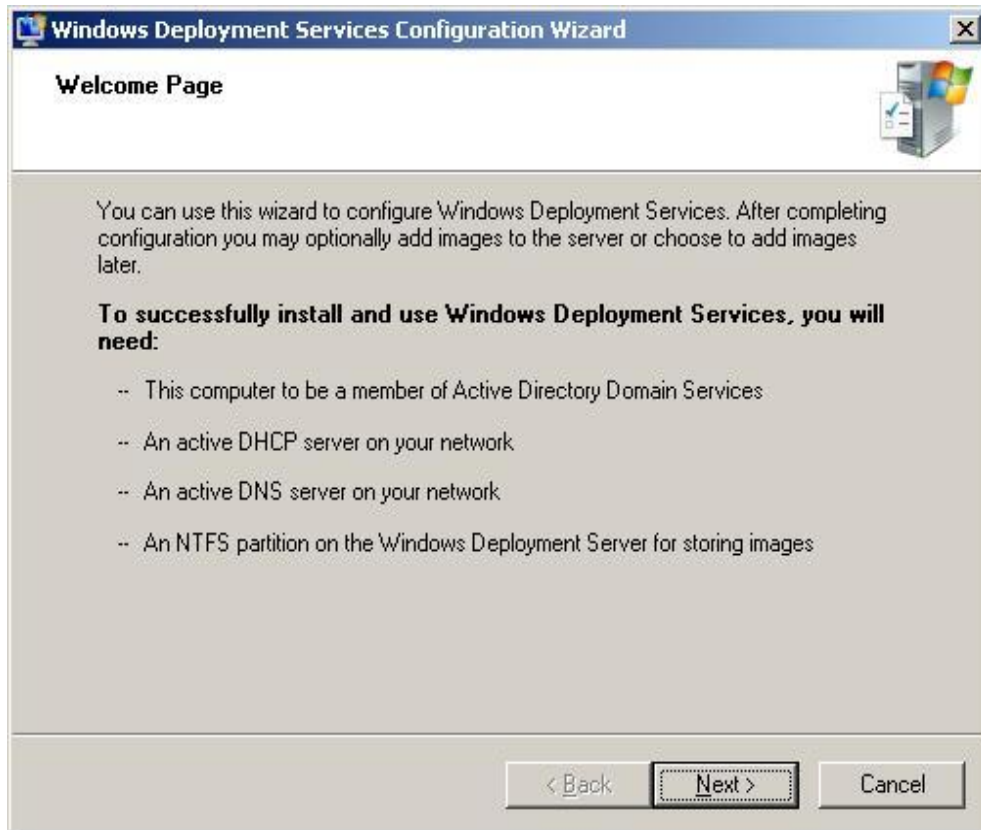 Windows Deployment Services Configuration Wizard
Welcome Page
You can use this wizard to configure Windows Deployment Services. After completing
configuration you may optionally add images to the server or choose to add images
later.
To successfully install and use Windows Deployment Services, you will
need:
-- This computer to be a member of Active Directory Domain Services
-- An active DHCP server on your network
-- An active DNS server on your network
-- An NTFS partition on the Windows Deployment Server for storing images
< Back
Next >
Cancel